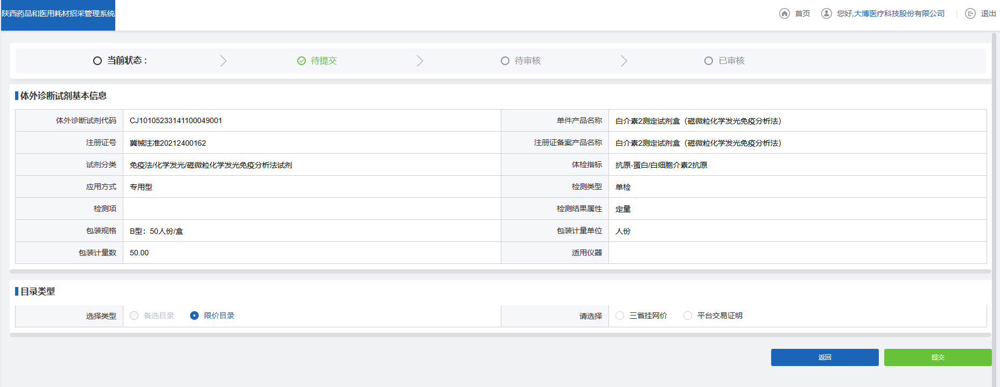 陕西药品和医用耗材招采管理系统
首页 您好,大博医疗科技股份有限公司 退出
当前状态： 待提交 待审核 已审核
体外诊断试剂基本信息
体外诊断试剂代码 CJ10105233141100049001 单件产品名称 白介素2测定试剂盒（磁微粒化学发光免疫分析法）
注册证号 冀械注准20212400162 注册证备案产品名称 白介素2测定试剂盒（磁微粒化学发光免疫分析法）
试剂分类 免疫法/化学发光/磁微粒化学发光免疫分析法试剂 体检指标 抗原-蛋白/白细胞介素2抗原
应用方式 专用型 检测类型 单检
检测项 检测结果属性 定量
包装规格 B型：50人份/盒 包装计量单位 人份
包装计量数 50.00 适用仪器
目录类型
选择类型 备选目录 限价目录 请选择 三省挂网价 平台交易证明
返回 提交